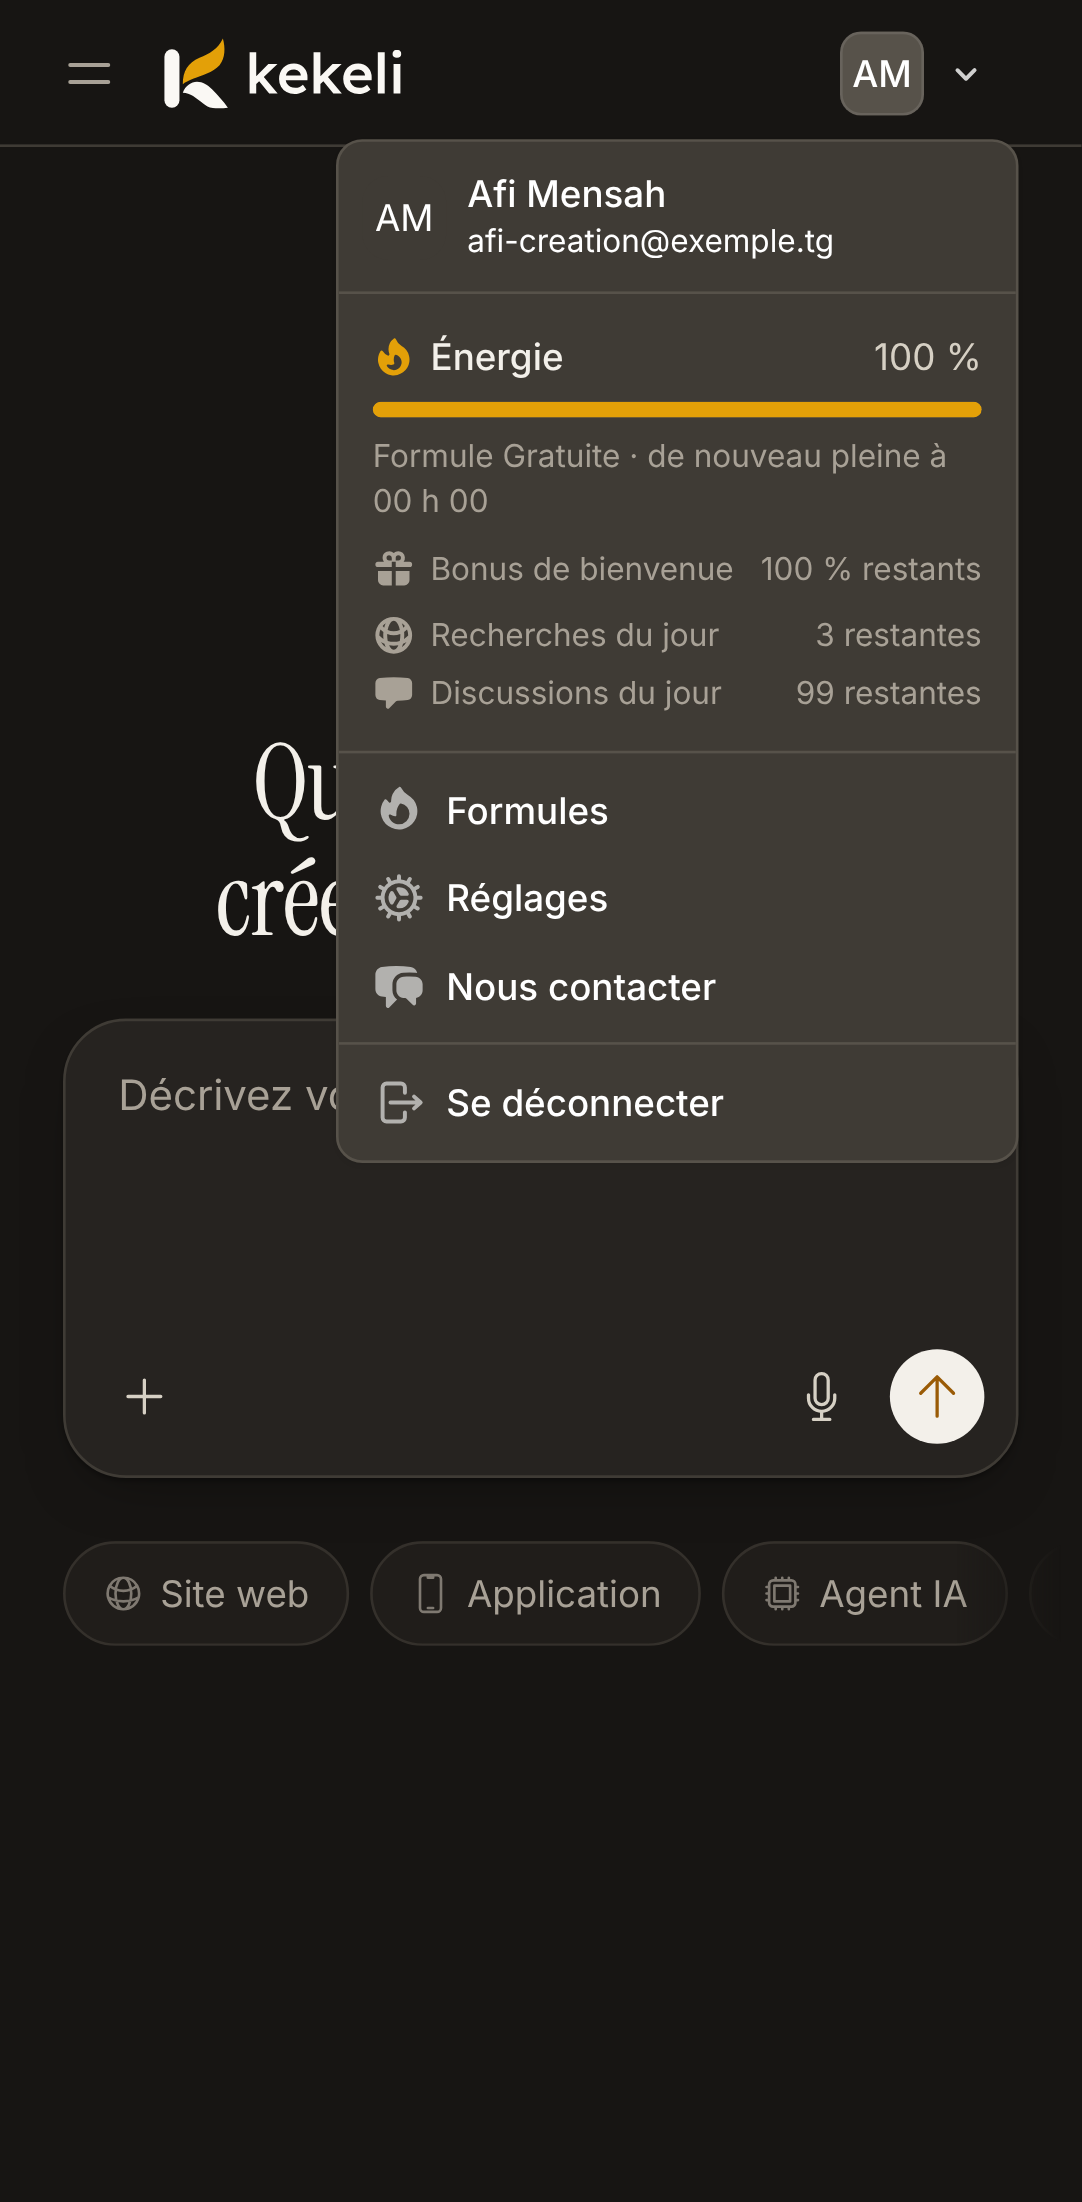 kekeli
AM
AM
Afi Mensah
afi-creation@exemple.tg
Énergie 100 %
Formule Gratuite · de nouveau pleine à
00 h 00
Bonus de bienvenue 100 % restants
Recherches du jour 3 restantes
Discussions du jour 99 restantes
Formules
Réglages
Nous contacter
Se déconnecter
Décrivez
Site web
Application
Agent IA